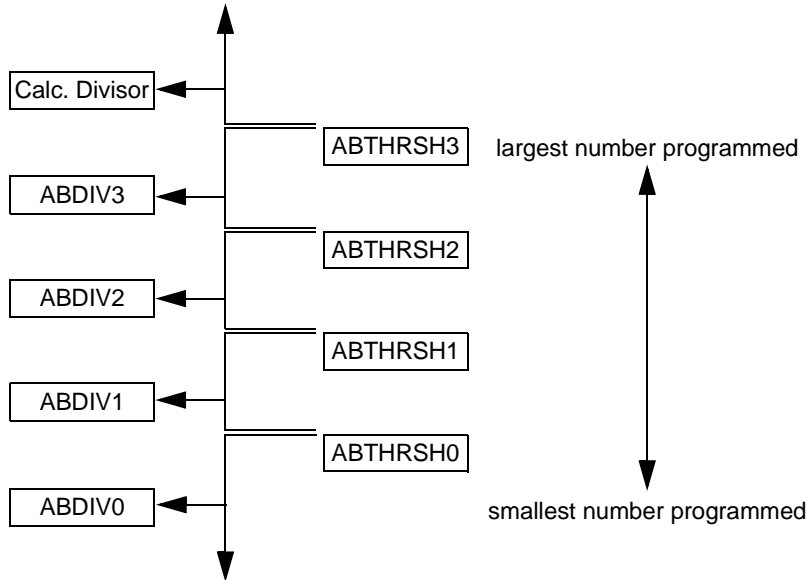 Calc. Divisor
ABTHRSH3 largest number programmed
ABDIV3
ABTHRSH2
ABDIV2
ABTHRSH1
ABDIV1
ABTHRSH0
ABDIV0
smallest number programmed